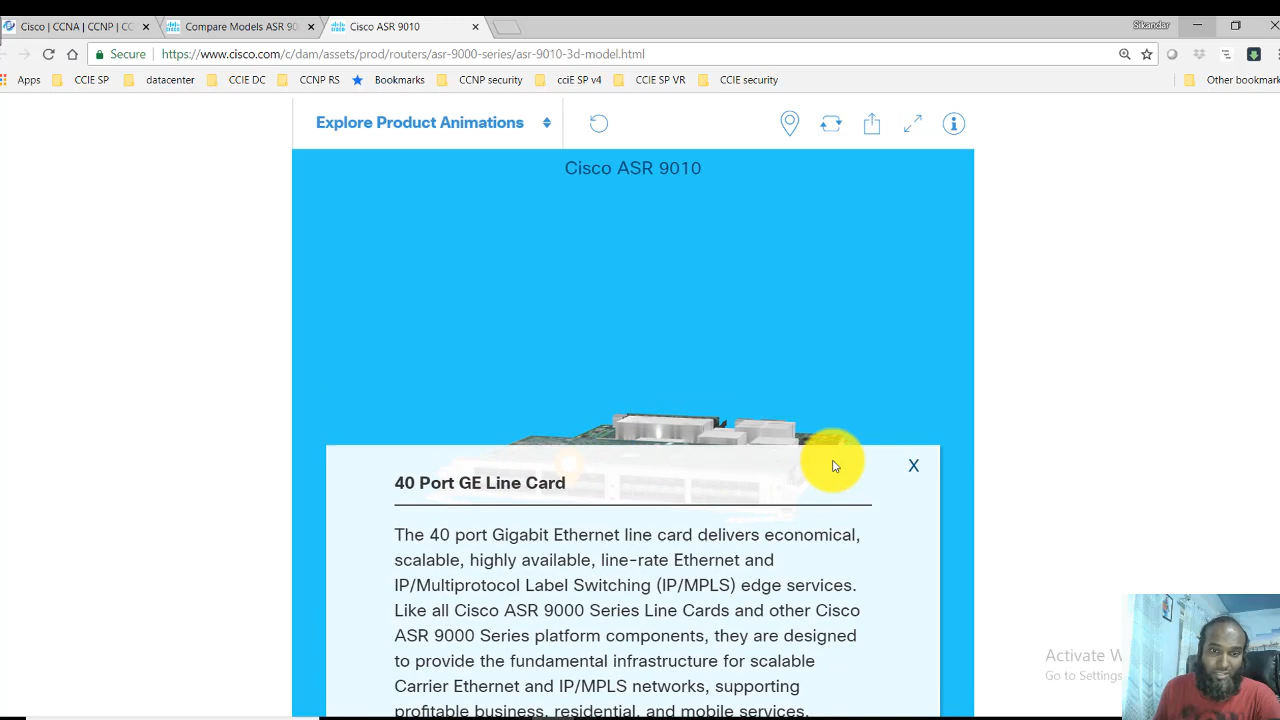 Cisco | CCNA | CCNP | CC
Compare Models ASR 90
Cisco ASR 9010
Sikandar
Secure
https://www.cisco.com/c/dam/assets/prod/routers/asr-9000-series/asr-9010-3d-model.html
Apps
CCIE SP
datacenter
CCIE DC
CCNP RS
Bookmarks
CCNP security
cciE SP v4
CCIE SP VR
CCIE security
Other bookmark
Explore Product Animations
Cisco ASR 9010
X
40 Port GE Line Card
The 40 port Gigabit Ethernet line card delivers economical,
scalable, highly available, line-rate Ethernet and
IP/Multiprotocol Label Switching (IP/MPLS) edge services.
Like all Cisco ASR 9000 Series Line Cards and other Cisco
ASR 9000 Series platform components, they are designed
to provide the fundamental infrastructure for scalable
Carrier Ethernet and IP/MPLS networks, supporting
profitable business, residential, and mobile services.
Activate W
Go to Settings